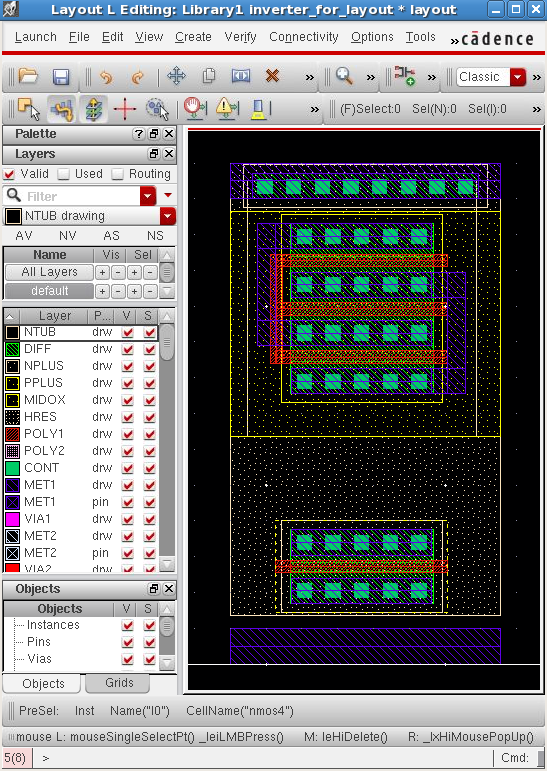 Layout L Editing: Library1 inverter_for_layout * layout
Launch File Edit View Create Verify Connectivity Options Tools » cādence
» » » Classic
» (F)Select:0 Sel(N):0 Sel(I):0 »
Palette
Layers
Valid Used Routing
Filter
NTUB drawing
AV NV AS NS
Name Vis Sel
All Layers + - + -
default + - + -
Layer P... V S
NTUB drw
DIFF drw
NPLUS drw
PPLUS drw
MIDOX drw
HRES drw
POLY1 drw
POLY2 drw
CONT drw
MET1 drw
MET1 pin
VIA1 drw
MET2 drw
MET2 pin
VIA2 drw
Objects
Objects V S
Instances
Pins
Vias
Objects Grids
PreSel: Inst Name("I0") CellName("nmos4")
mouse L: mouseSingleSelectPt() _leiLMBPress() M: leHiDelete() R: _lxHiMousePopUp()
5(8) > Cmd: